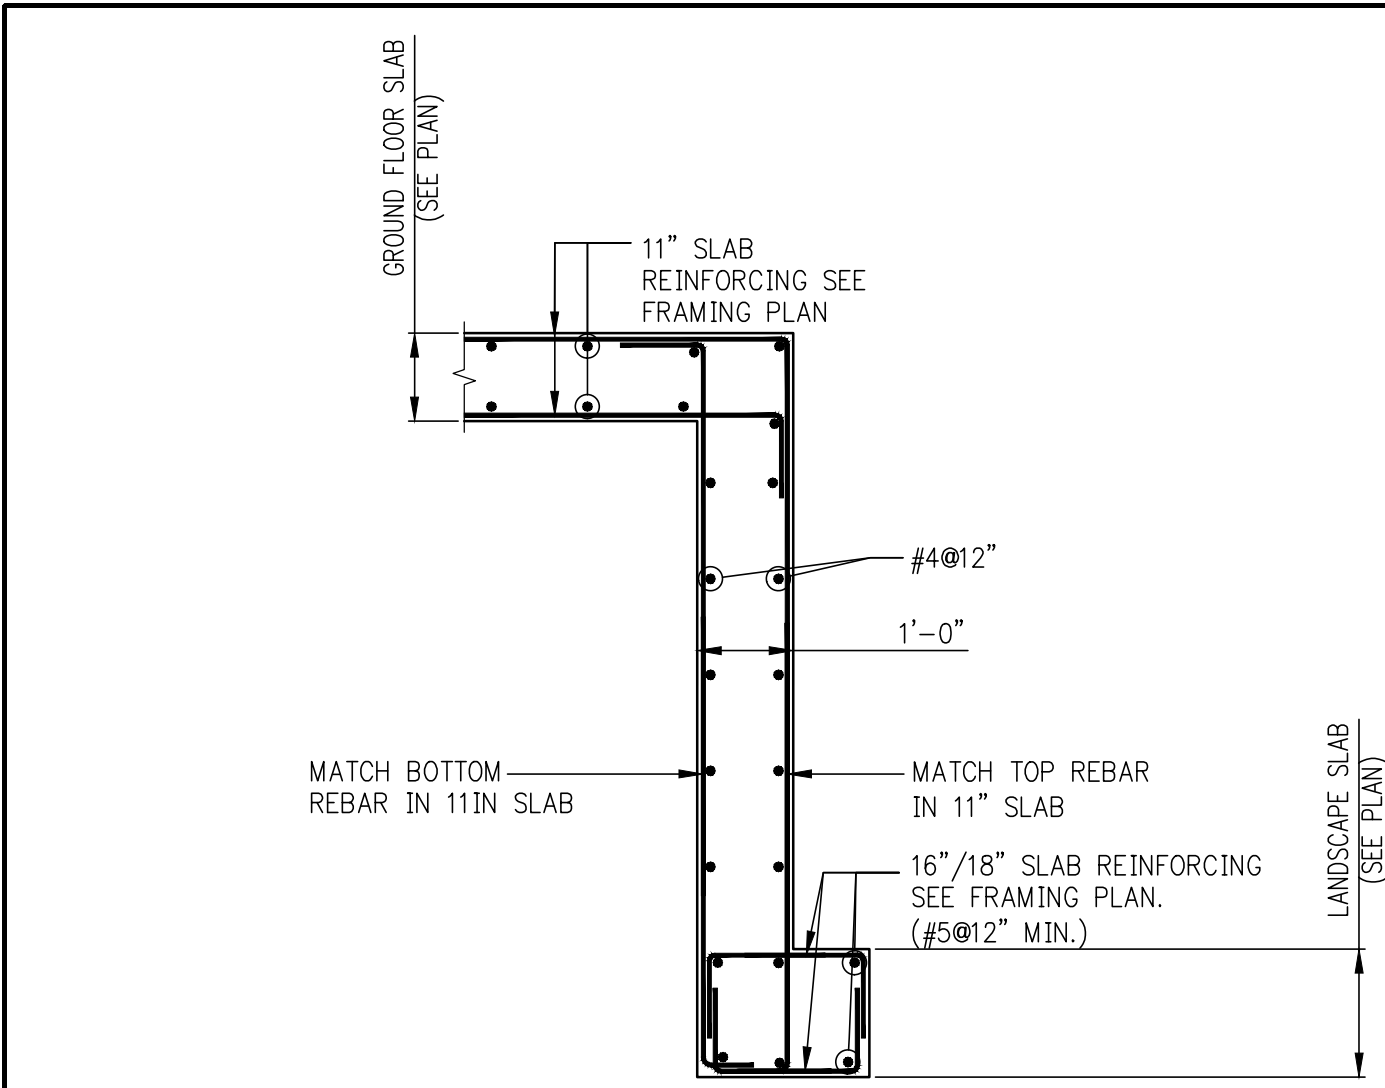 GROUND FLOOR SLAB
(SEE PLAN)
11” SLAB
REINFORCING SEE
FRAMING PLAN
#4@12”
1’-0”
MATCH BOTTOM
REBAR IN 11IN SLAB
MATCH TOP REBAR
IN 11” SLAB
16”/18” SLAB REINFORCING
SEE FRAMING PLAN.
(#5@12” MIN.)
LANDSCAPE SLAB
(SEE PLAN)